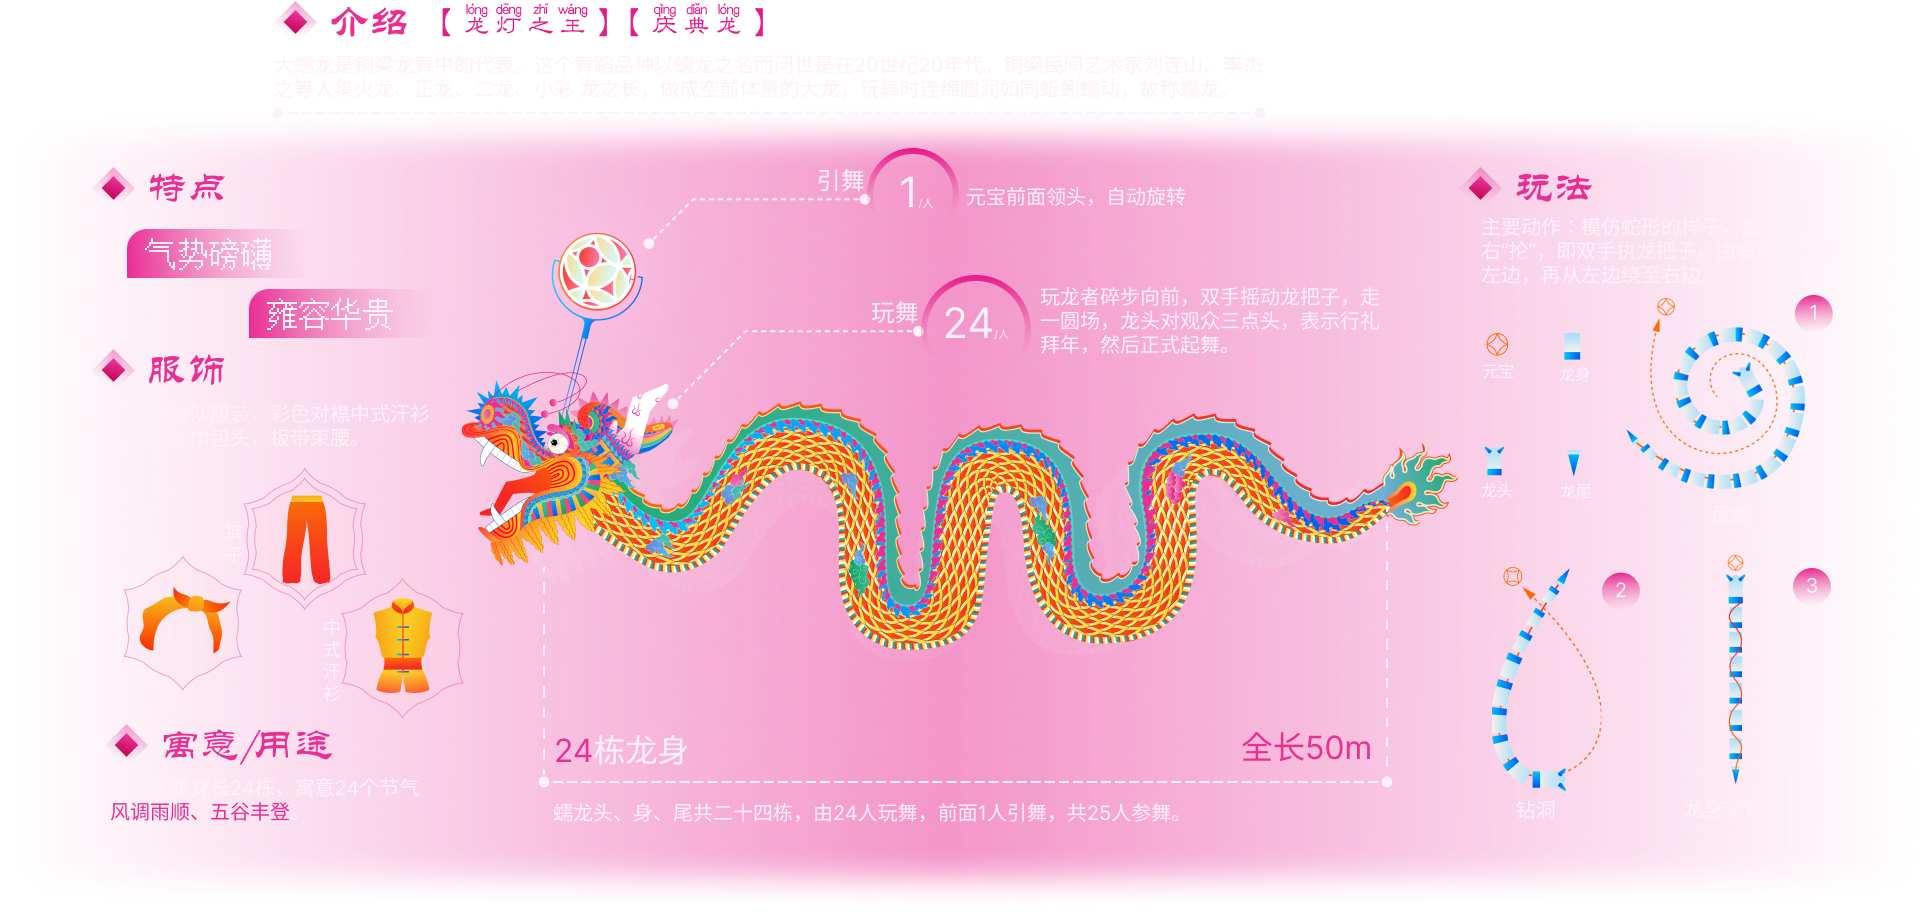 介绍 【龙灯之王】【庆典龙】
lóng dēng zhī wáng qìng diǎn lóng
大蠕龙是铜梁龙舞中的代表。这个舞蹈品种以蠕龙之名而问世是在20世纪20年代。铜梁民间艺术家刘连山、李杰
之等人集火龙、正龙、二龙、小彩 龙之长，做成空前体量的大龙，玩舞时连绵圆润如同蚯蚓蠕动，故称蠕龙。
特点
气势磅礴
雍容华贵
服饰
队服装，彩色对襟中式汗衫
巾包头，板带束腰。
裤子
中式汗衫
寓意/用途
龙身长24栋，寓意24个节气
风调雨顺、五谷丰登
引舞
1/人
元宝前面领头，自动旋转
玩舞
24/人
玩龙者碎步向前，双手摇动龙把子，走
一圆场，龙头对观众三点头，表示行礼
拜年，然后正式起舞。
24栋龙身
全长50m
蠕龙头、身、尾共二十四栋，由24人玩舞，前面1人引舞，共25人参舞。
玩法
主要动作：模仿蛇形的样子，
右“抡”，即双手执龙把子，由右
左边，再从左边绕至右边。
元宝
龙身
龙头
龙尾
1
2
钻洞
3
龙身交